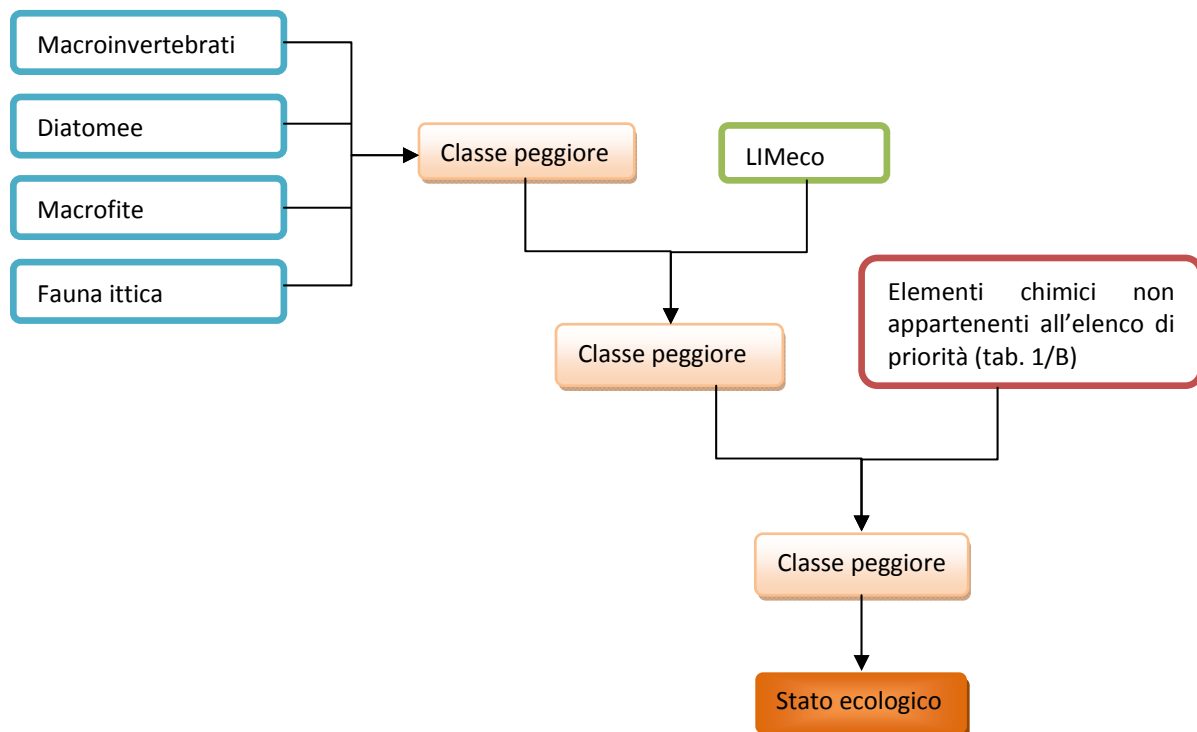 Macroinvertebrati
Diatomee
Macrofite
Fauna ittica
Classe peggiore
LIMeco
Classe peggiore
Elementi chimici non
appartenenti all’elenco di
priorità (tab. 1/B)
Classe peggiore
Stato ecologico